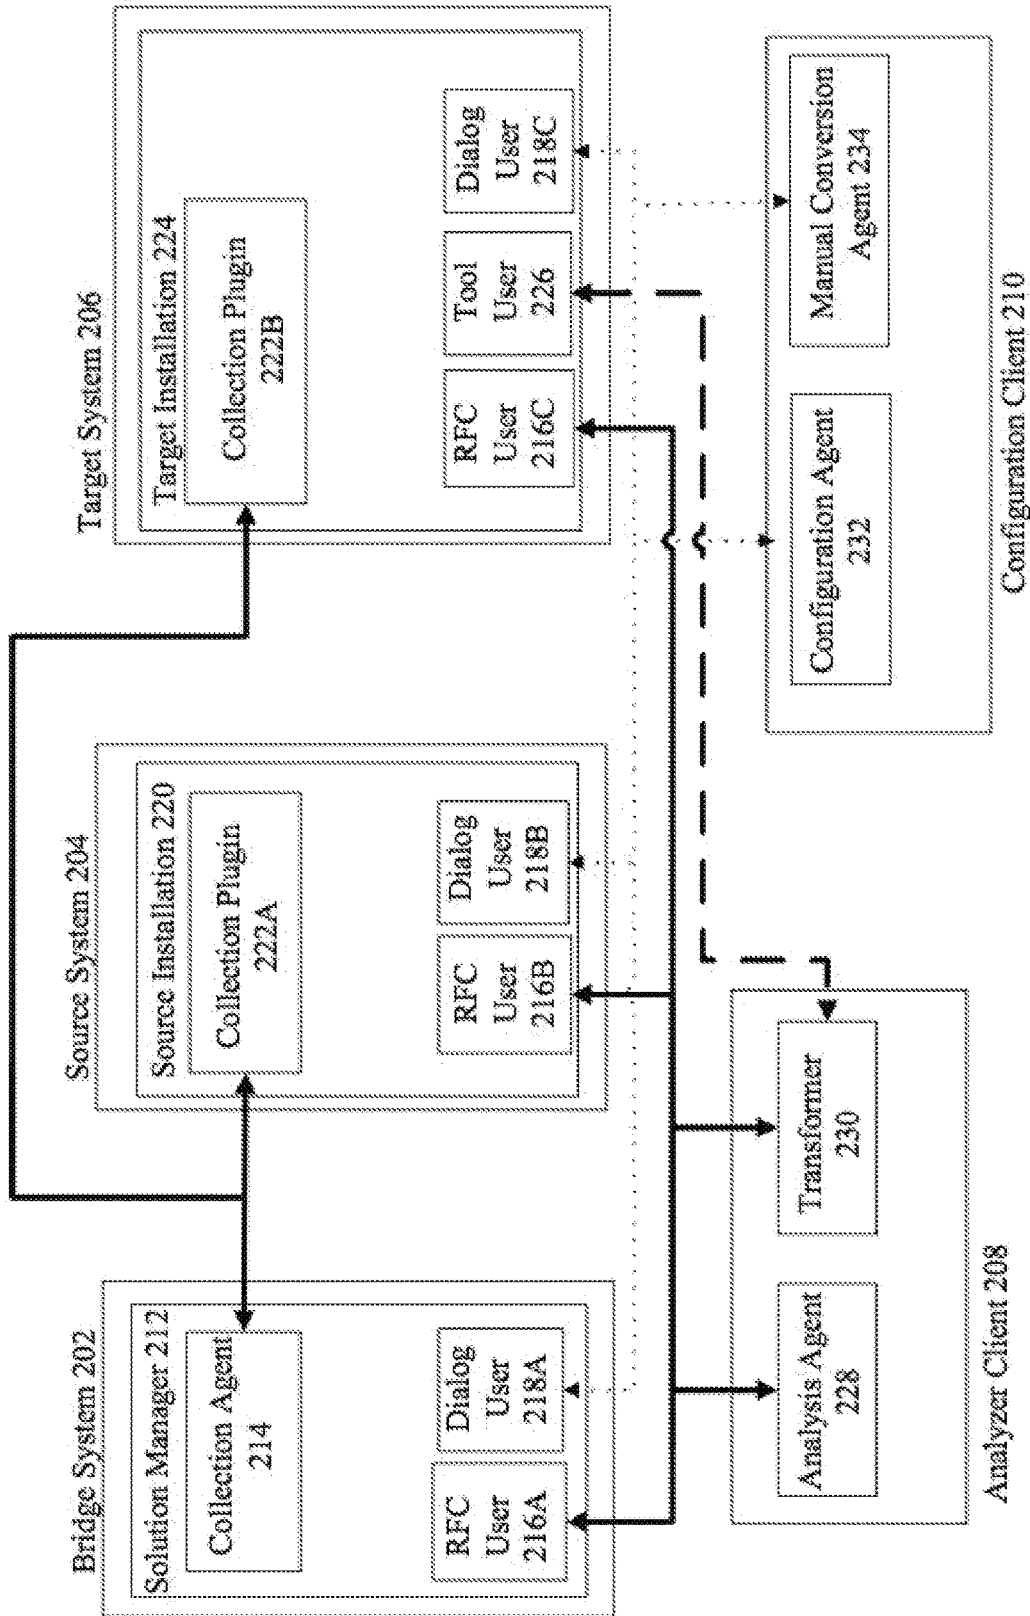 Bridge System 202
Solution Manager 212
Collection Agent
214
RFC
User
216A
Dialog
User
218A
Source System 204
Source Installation 220
Collection Plugin
222A
RFC
User
216B
Dialog
User
218B
Target System 206
Target Installation 224
Collection Plugin
222B
RFC
User
216C
Tool
User
226
Dialog
User
218C
Analysis Agent
228
Transformer
230
Analyzer Client 208
Configuration Agent
232
Manual Conversion
Agent 234
Configuration Client 210